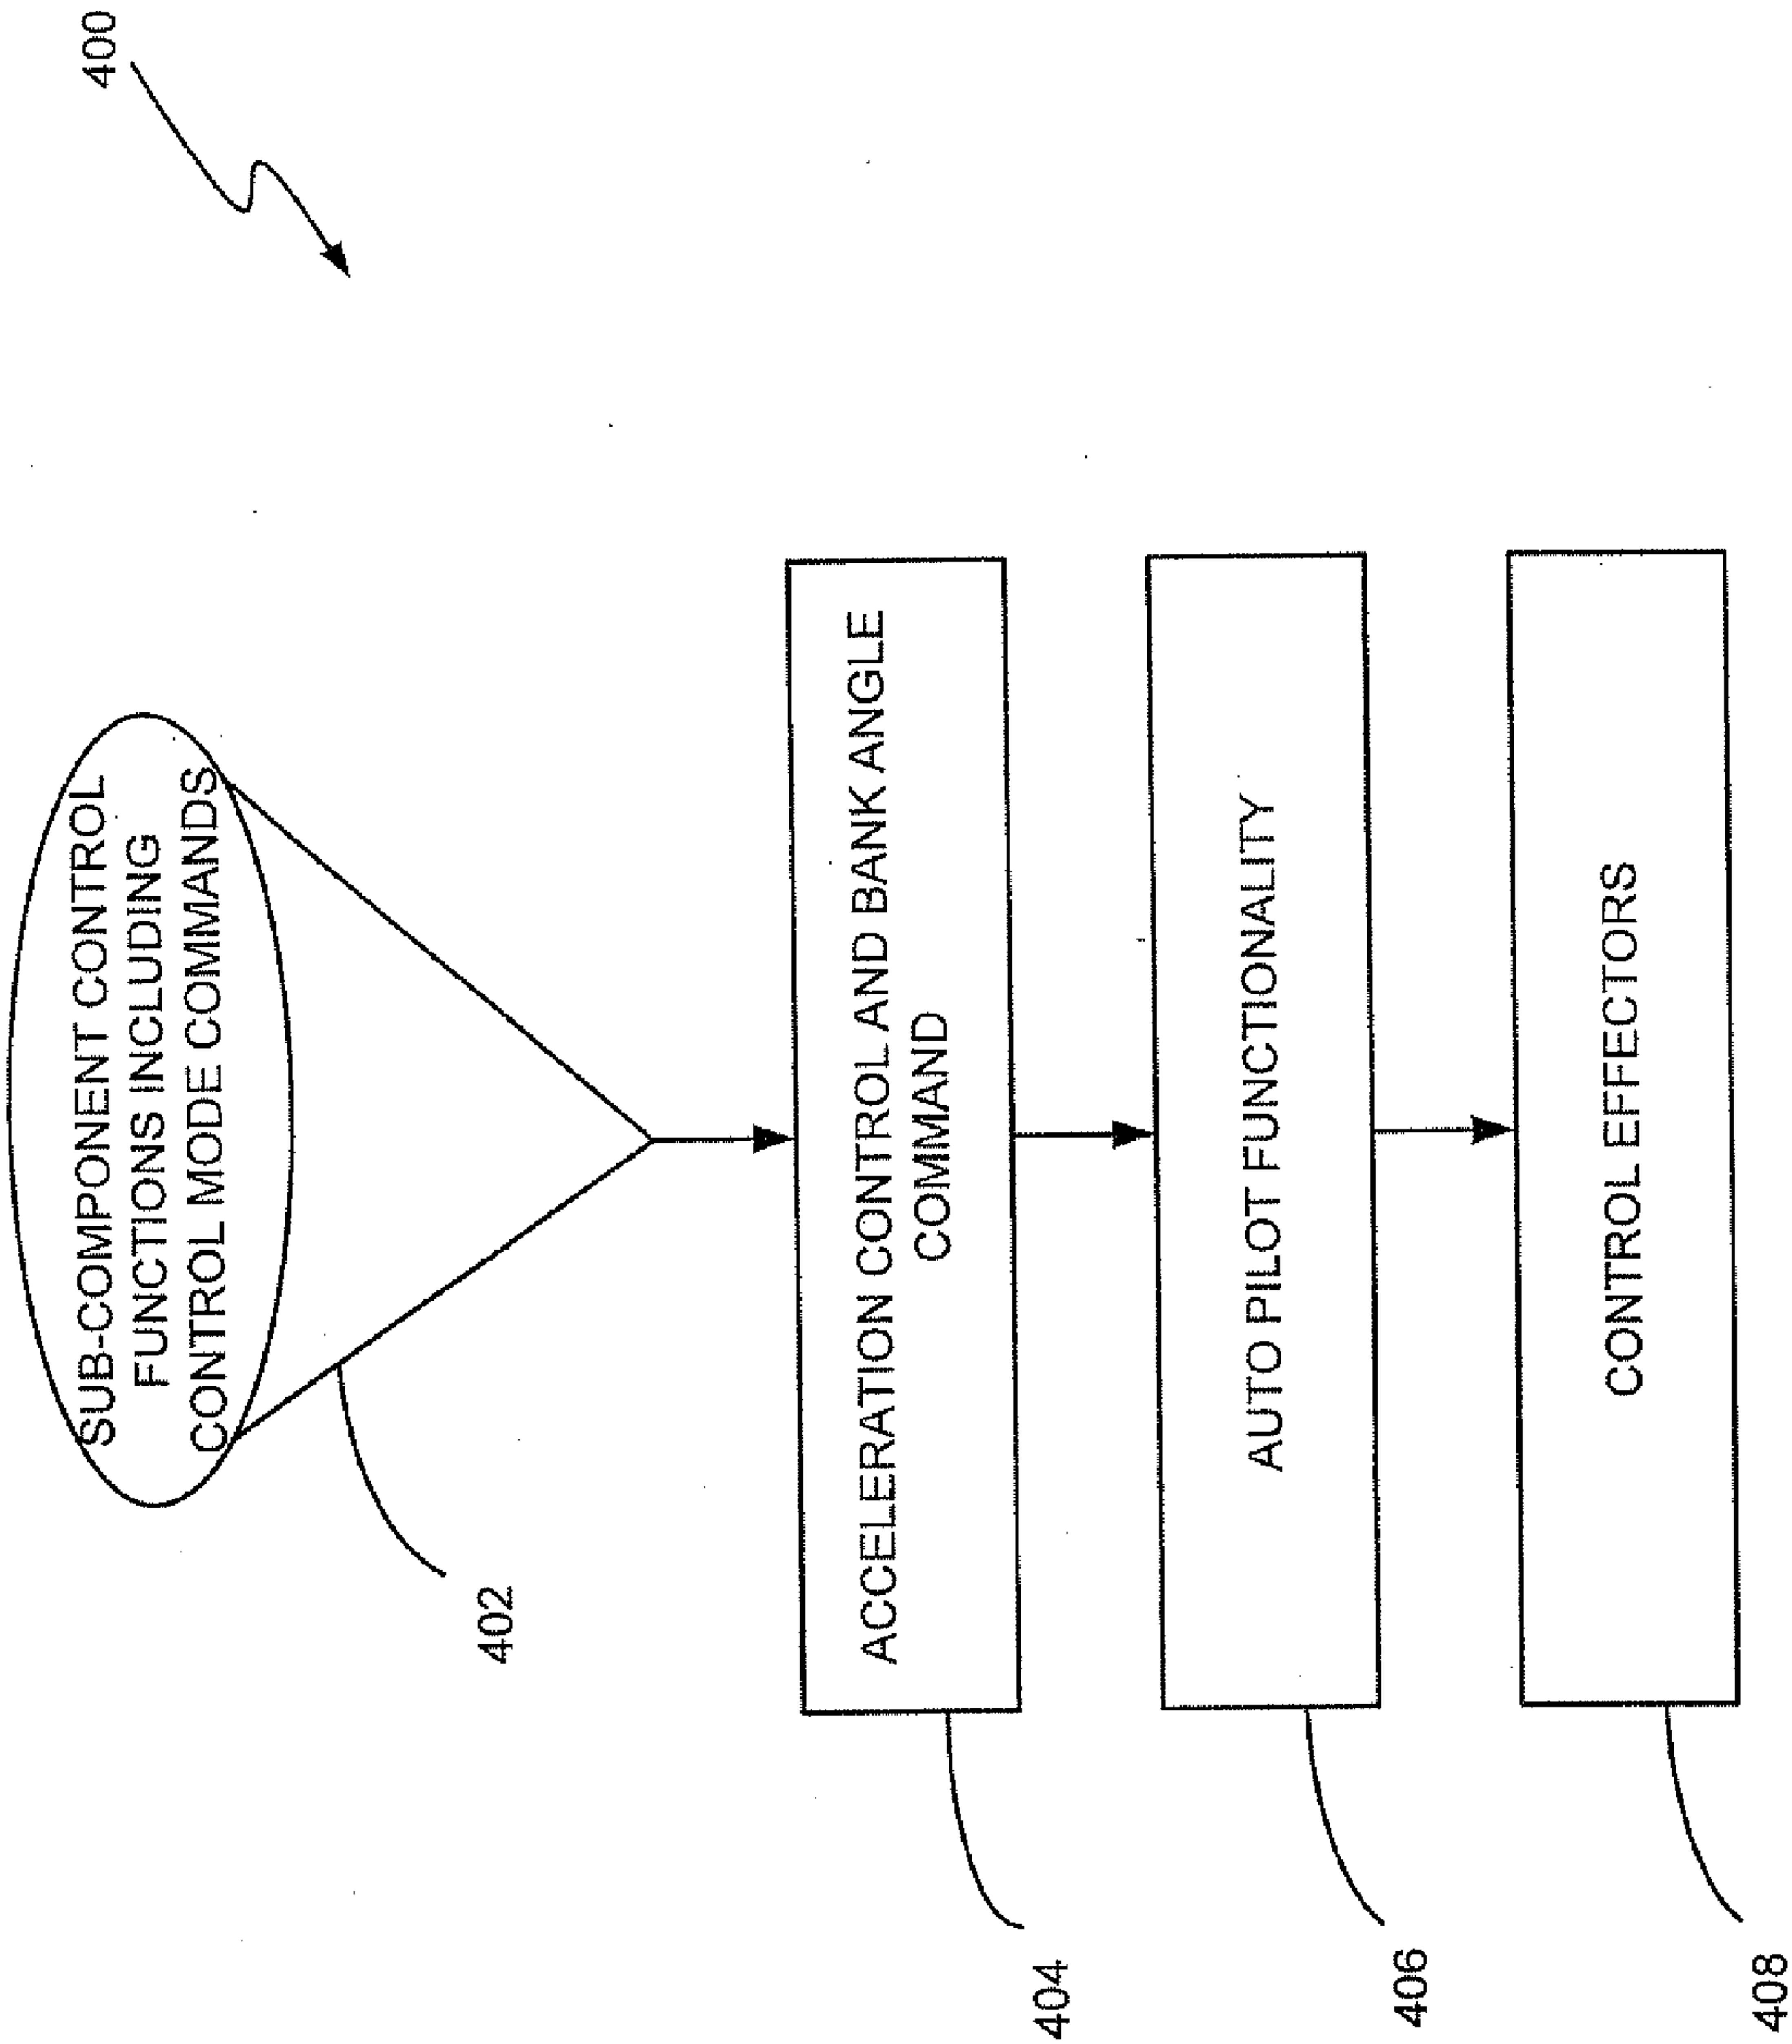 400
SUB-COMPONENT CONTROL
FUNCTIONS INCLUDING
CONTROL MODE COMMANDS
402
ACCELERATION CONTROL AND BANK ANGLE
COMMAND
404
AUTO PILOT FUNCTIONALITY
406
CONTROL EFFECTORS
408